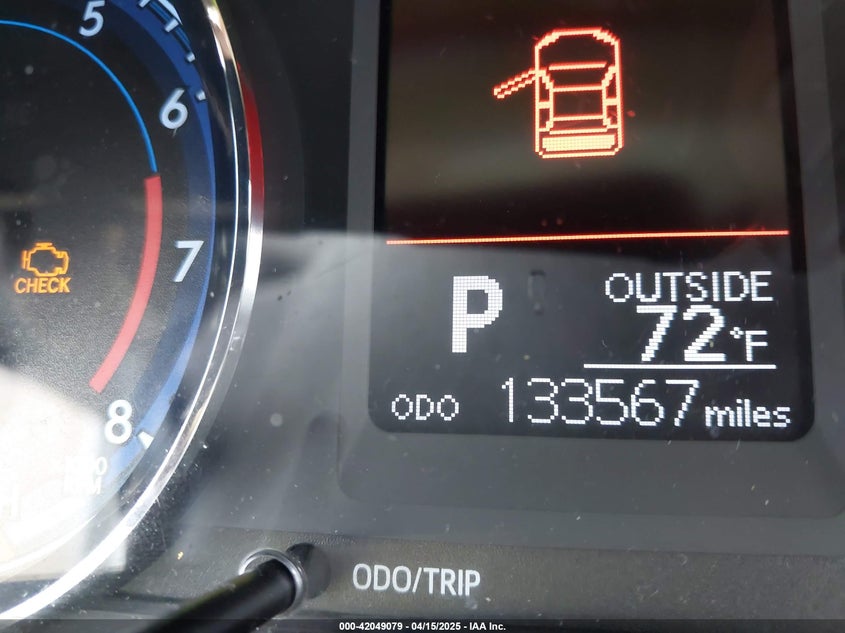 5
6
7
8
CHECK
P
OUTSIDE
72°F
ODO 133567 miles
ODO/TRIP
000-42049079 - 04/15/2025 - IAA Inc.